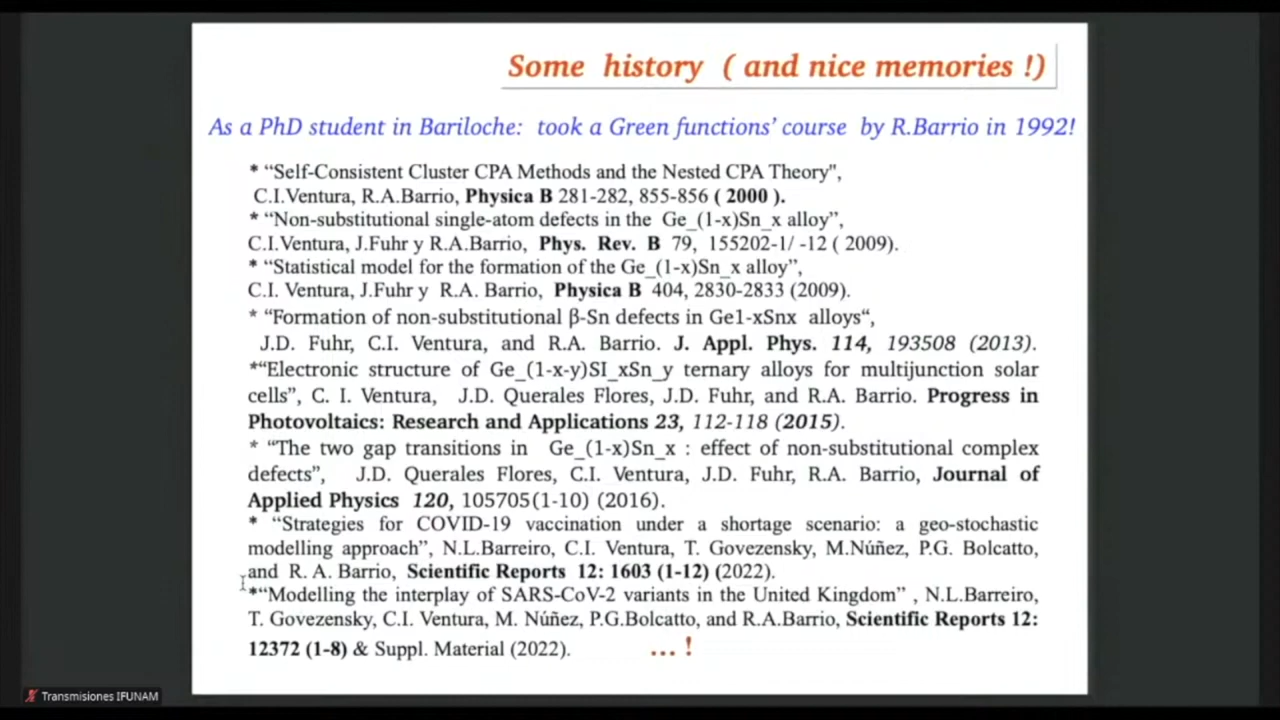 Some history ( and nice memories !)
As a PhD student in Bariloche: took a Green functions' course by R.Barrio in 1992!
* “Self-Consistent Cluster CPA Methods and the Nested CPA Theory",
C.I.Ventura, R.A.Barrio, Physica B 281-282, 855-856 ( 2000 ).
* “Non-substitutional single-atom defects in the Ge_(1-x)Sn_x alloy”,
C.I.Ventura, J.Fuhr y R.A.Barrio, Phys. Rev. B 79, 155202-1/ -12 ( 2009).
* “Statistical model for the formation of the Ge_(1-x)Sn_x alloy”,
C.I. Ventura, J.Fuhr y R.A. Barrio, Physica B 404, 2830-2833 (2009).
* “Formation of non-substitutional β-Sn defects in Ge1-xSnx alloys“,
J.D. Fuhr, C.I. Ventura, and R.A. Barrio. J. Appl. Phys. 114, 193508 (2013).
*“Electronic structure of Ge_(1-x-y)SI_xSn_y ternary alloys for multijunction solar
cells”, C. I. Ventura, J.D. Querales Flores, J.D. Fuhr, and R.A. Barrio. Progress in
Photovoltaics: Research and Applications 23, 112-118 (2015).
* “The two gap transitions in Ge_(1-x)Sn_x : effect of non-substitutional complex
defects”, J.D. Querales Flores, C.I. Ventura, J.D. Fuhr, R.A. Barrio, Journal of
Applied Physics 120, 105705(1-10) (2016).
* “Strategies for COVID-19 vaccination under a shortage scenario: a geo-stochastic
modelling approach”, N.L.Barreiro, C.I. Ventura, T. Govezensky, M.Núñez, P.G. Bolcatto,
and R. A. Barrio, Scientific Reports 12: 1603 (1-12) (2022).
*“Modelling the interplay of SARS-CoV-2 variants in the United Kingdom” , N.L.Barreiro,
T. Govezensky, C.I. Ventura, M. Núñez, P.G.Bolcatto, and R.A.Barrio, Scientific Reports 12:
12372 (1-8) & Suppl. Material (2022). ... !
Transmisiones IFUNAM